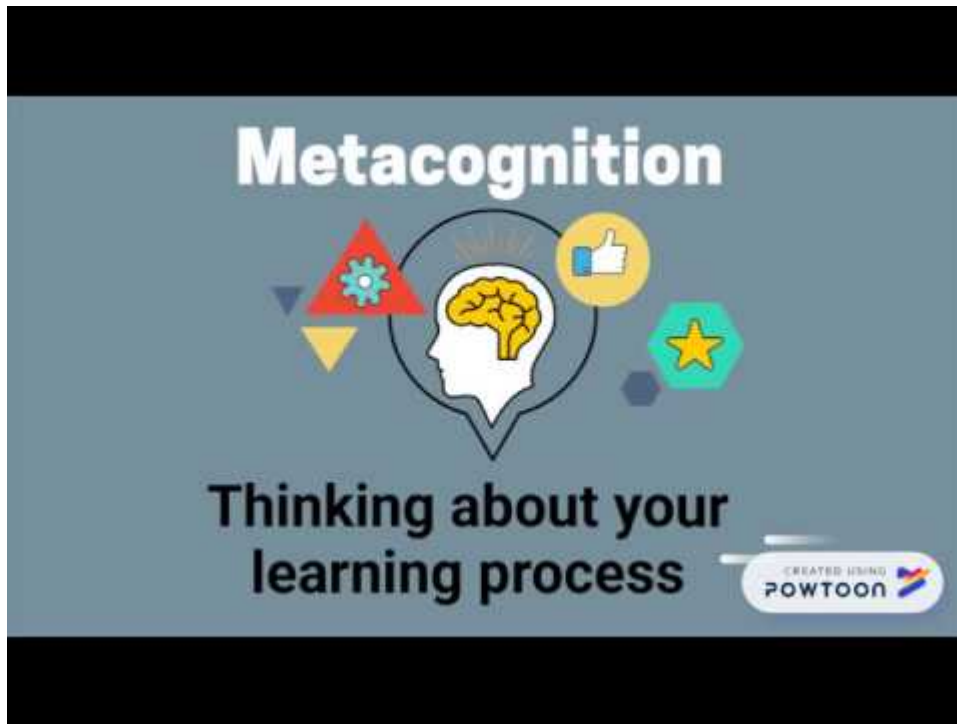 Metacognition
Thinking about your
learning process
CREATED USING
POWTOON